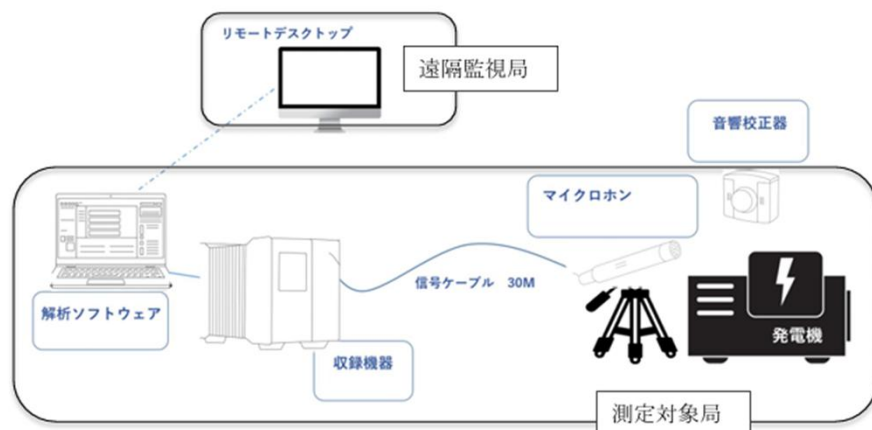 リモートデスクトップ
遠隔監視局
音響校正器
マイクロホン
信号ケーブル　30M
解析ソフトウェア
収録機器
発電機
測定対象局